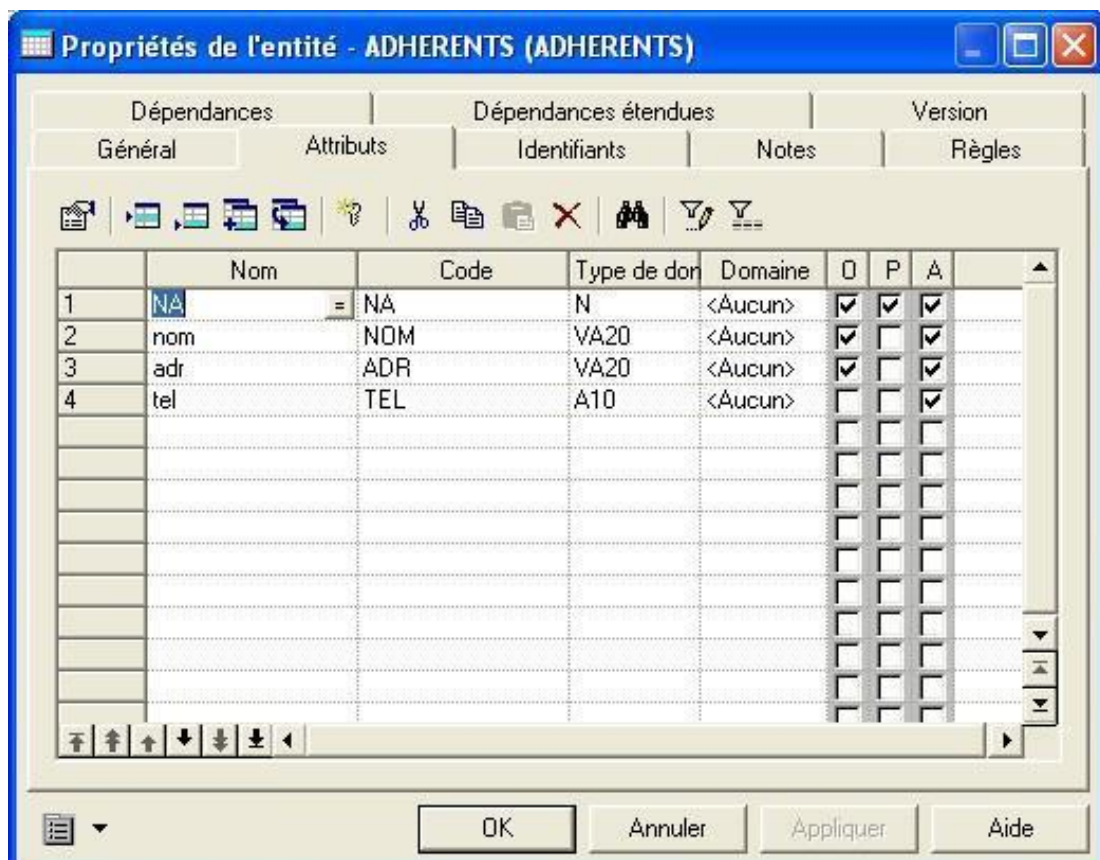 Propriétés de l'entité - ADHERENTS (ADHERENTS)
Dépendances Dépendances étendues Version
Général Attributs Identifiants Notes Règles
Nom Code Type de don Domaine O P A
1 NA = NA N <Aucun>
2 nom NOM VA20 <Aucun>
3 adr ADR VA20 <Aucun>
4 tel TEL A10 <Aucun>
OK Annuler Appliquer Aide